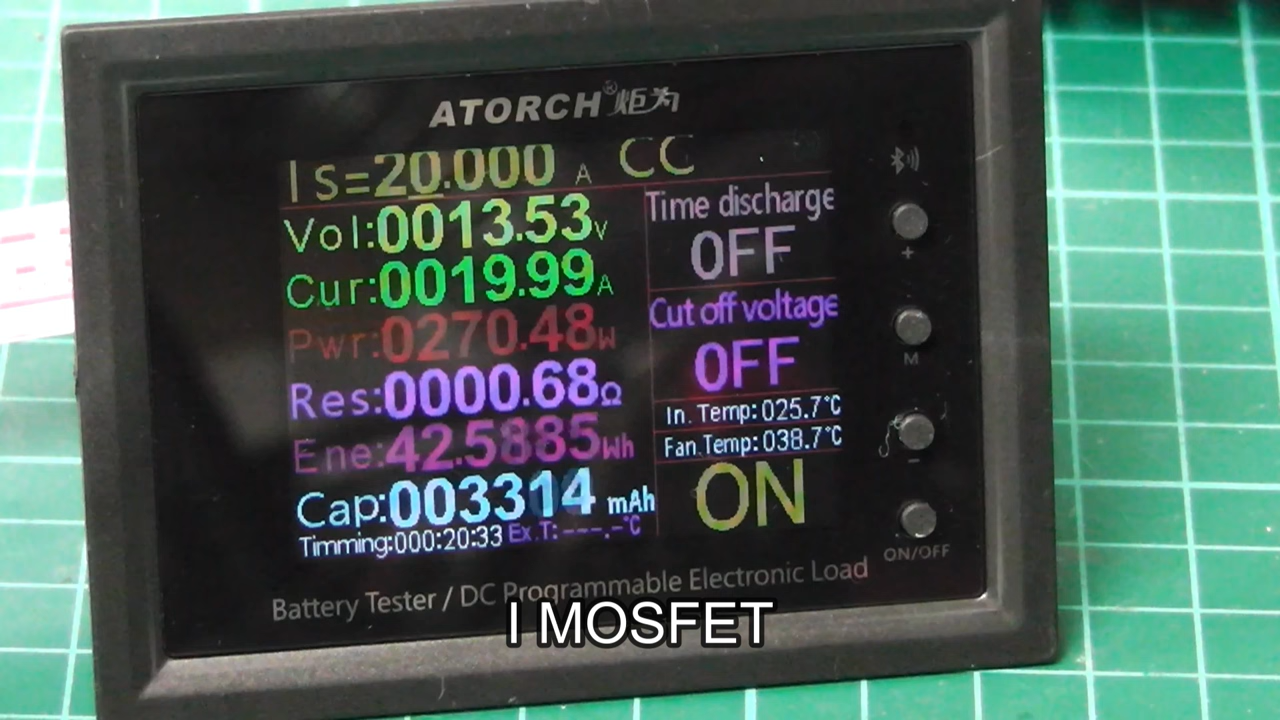 ATORCH® 炬为
Is=20.000 A CC
Vol:0013.53V
Cur:0019.99A
Pwr:0270.48W
Res:0000.68Ω
Ene:42.5885Wh
Cap:003314 mAh
Timming:000:20:33 Ex.T:---.-°C
Time discharge
OFF
Cut off voltage
OFF
In. Temp:025.7°C
Fan.Temp:038.7°C
ON
+
M
−
ON/OFF
Battery Tester / DC Programmable Electronic Load
I MOSFET